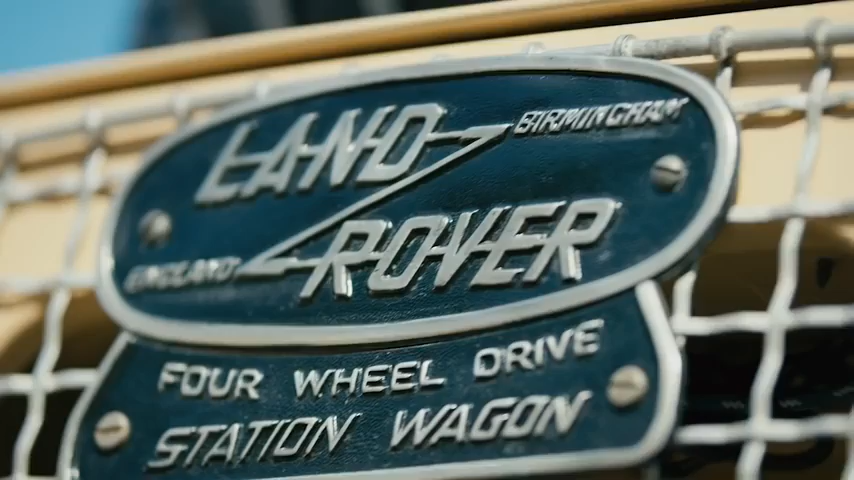 LAND
BIRMINGHAM
ENGLAND
ROVER
FOUR WHEEL DRIVE
STATION WAGON